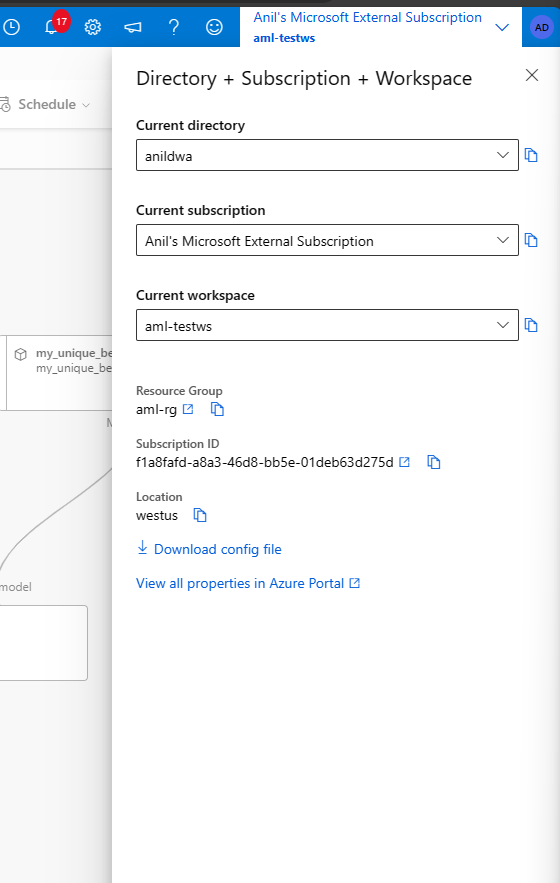 17
Anil's Microsoft External Subscription
aml-testws
AD
Schedule
Directory + Subscription + Workspace
Current directory
anildwa
Current subscription
Anil's Microsoft External Subscription
Current workspace
aml-testws
my_unique_be
my_unique_be
Resource Group
aml-rg
M
Subscription ID
f1a8fafd-a8a3-46d8-bb5e-01deb63d275d
Location
westus
Download config file
View all properties in Azure Portal
model